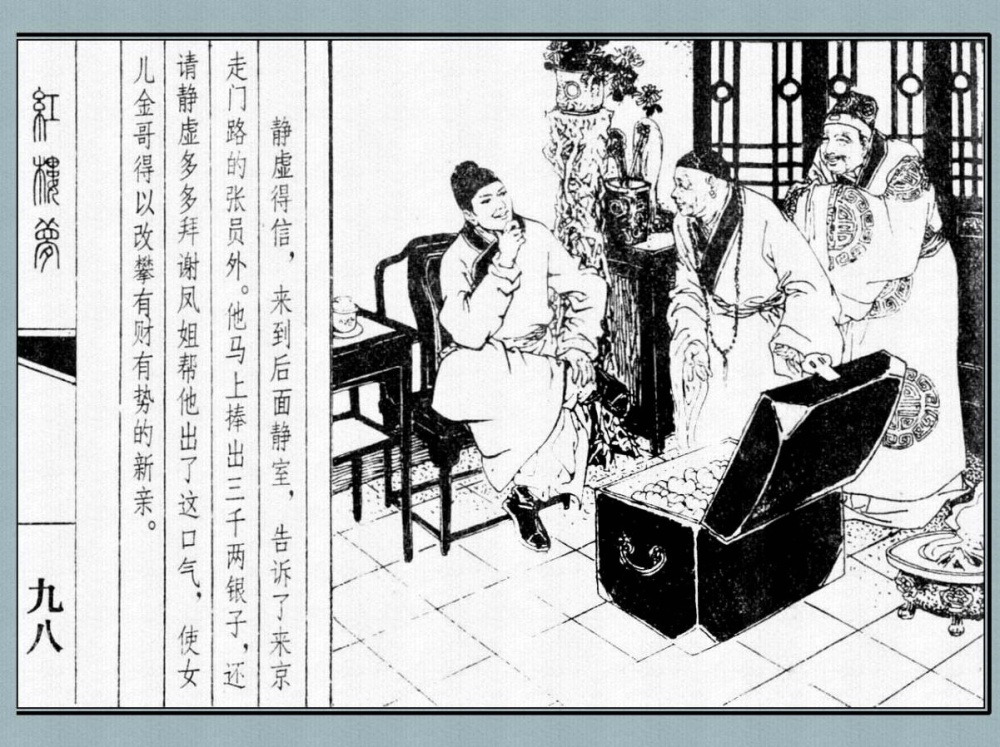 静虚得信，来到后面静室，告诉了来京
走门路的张员外。他马上捧出三千两银子，还
请静虚多多拜谢凤姐帮他出了这口气，使女
儿金哥得以改攀有财有势的新亲。
紅樓夢
九八